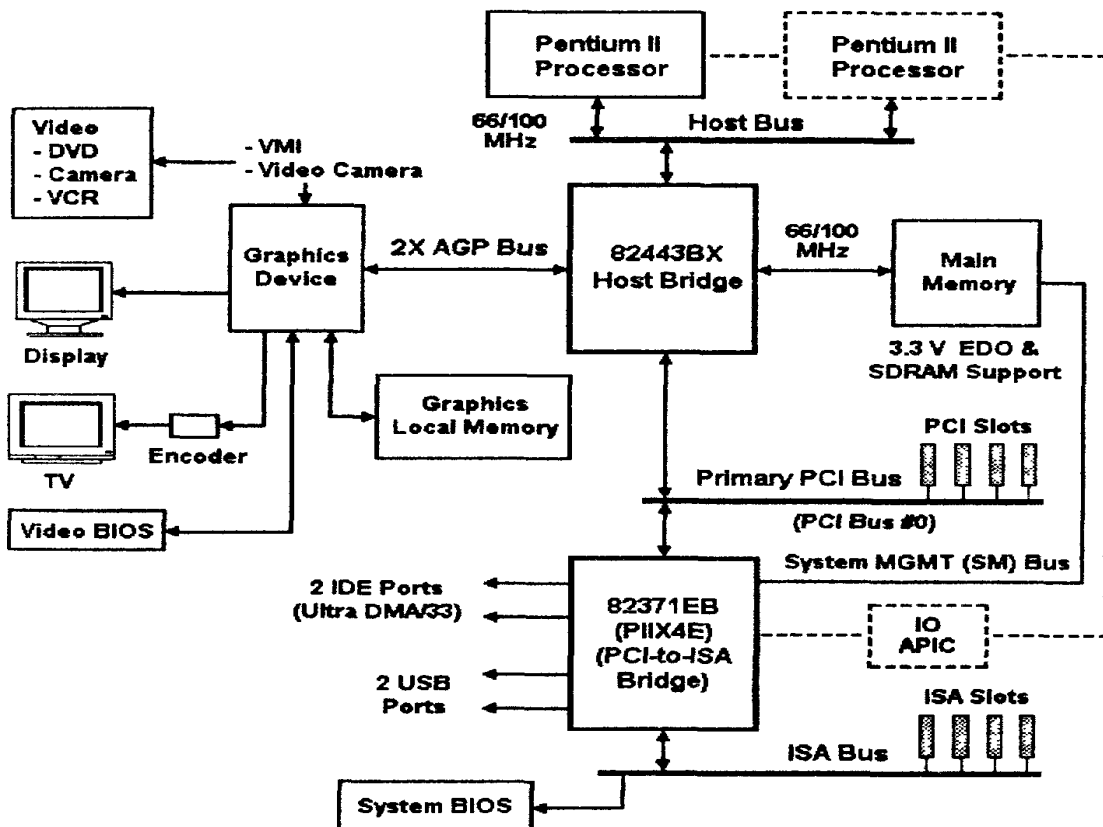 Pentium II
Processor
Pentium II
Processor
66/100
MHz
Host Bus
Video
- DVD
- Camera
- VCR
- VMI
- Video Camera
Graphics
Device
2X AGP Bus
82443BX
Host Bridge
66/100
MHz
Main
Memory
3.3 V EDO &
SDRAM Support
Display
Graphics
Local Memory
Encoder
TV
PCI Slots
Primary PCI Bus
(PCI Bus #0)
Video BIOS
System MGMT (SM) Bus
2 IDE Ports
(Ultra DMA/33)
82371EB
(PIIX4E)
(PCI-to-ISA
Bridge)
IO
APIC
2 USB
Ports
ISA Slots
ISA Bus
System BIOS